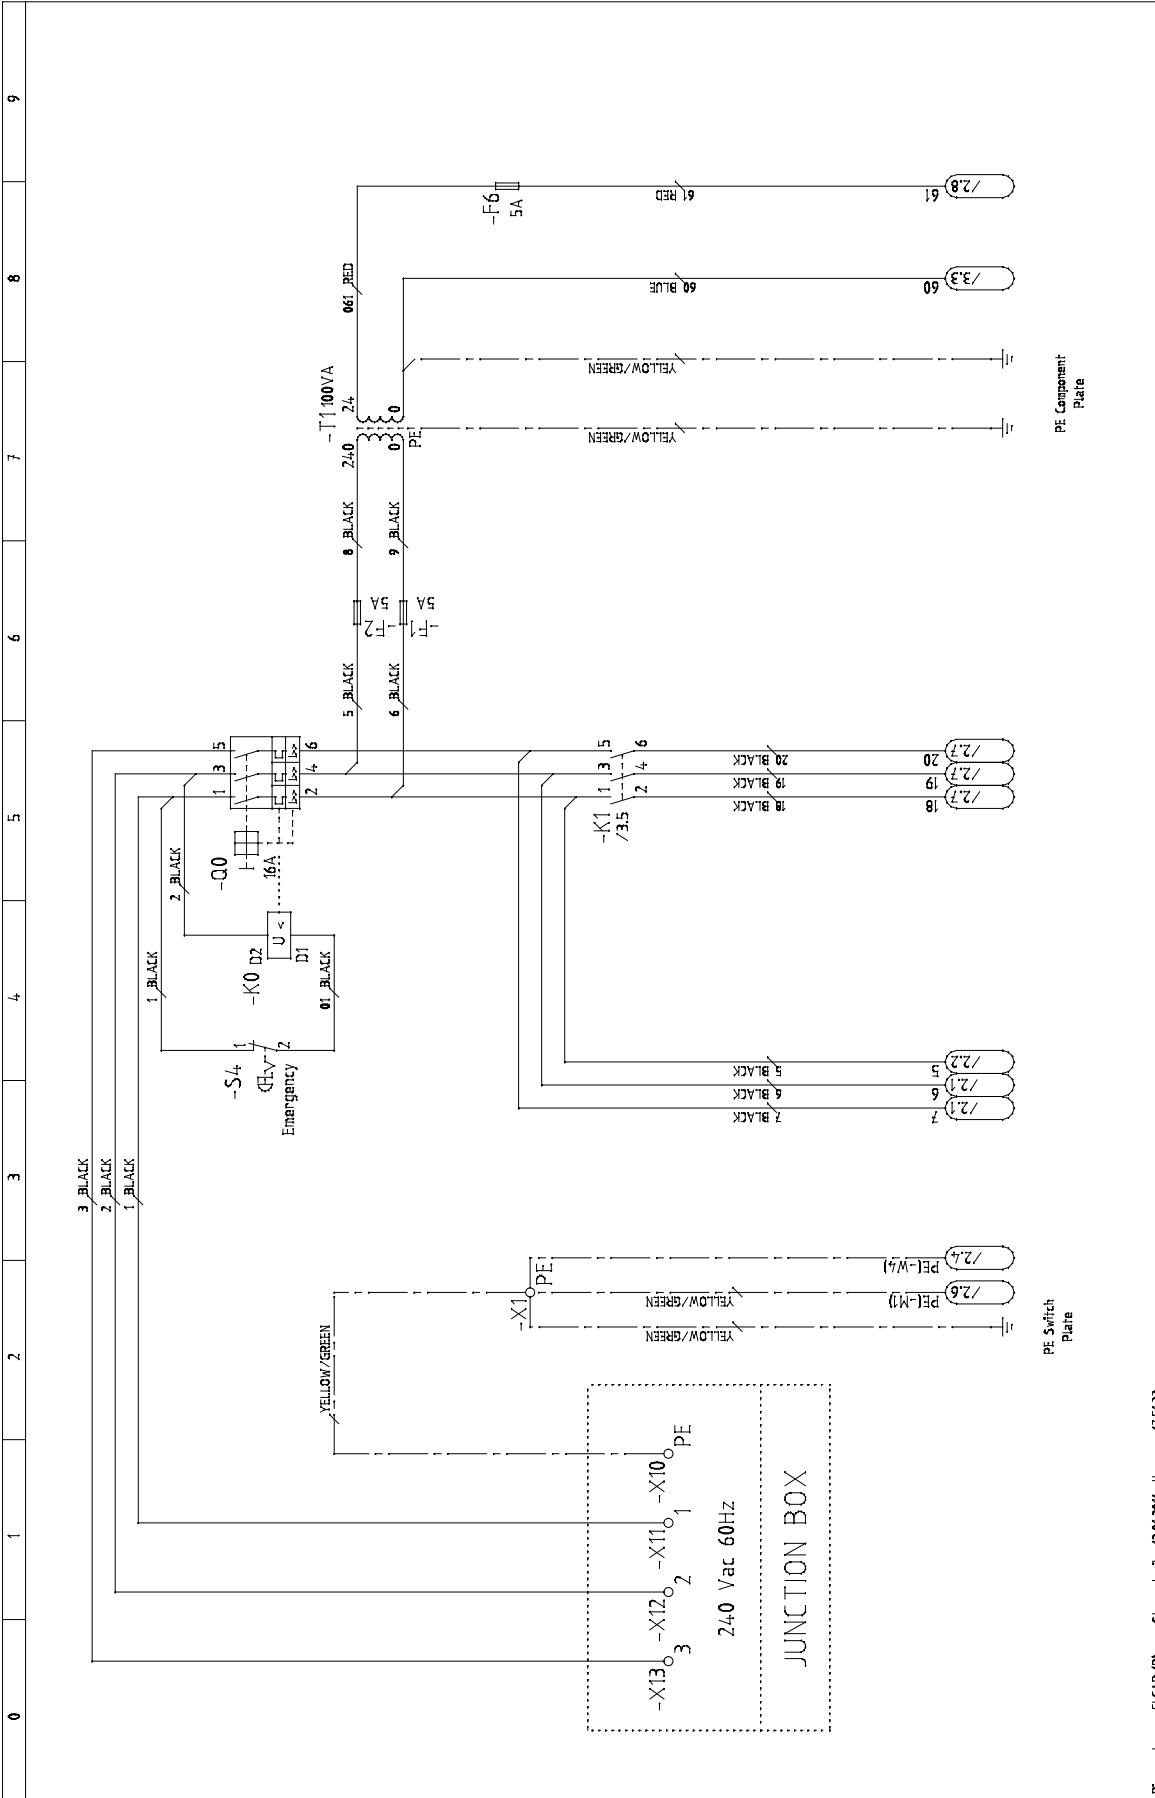 0
1
2
3
4
5
6
7
8
9
3 BLACK
2 BLACK
1 BLACK
1 BLACK
2 BLACK
-S4
Emergency
1
2
-K0
D2
D1
U <
01 BLACK
-Q0
16A
1
3
5
2
4
6
5 BLACK
6 BLACK
-F2
5A
-F1
5A
8 BLACK
9 BLACK
-T1 100VA
240
0
24
0
PE
061 RED
-F6
5A
YELLOW/GREEN
-X1
PE
-K1
/3.5
1
3
5
2
4
6
-X13
3
-X12
2
-X11
1
-X10
PE
240 Vac 60Hz
JUNCTION BOX
YELLOW/GREEN
YELLOW/GREEN
7 BLACK
6 BLACK
5 BLACK
18 BLACK
19 BLACK
20 BLACK
YELLOW/GREEN
YELLOW/GREEN
60 BLUE
61 RED
PE(-M1)
/2.6
PE(-W4)
/2.4
7
/2.1
6
/2.1
5
/2.2
18
/2.7
19
/2.7
20
/2.7
60
/3.3
61
/2.8
PE Switch
Plate
PE Component
Plate